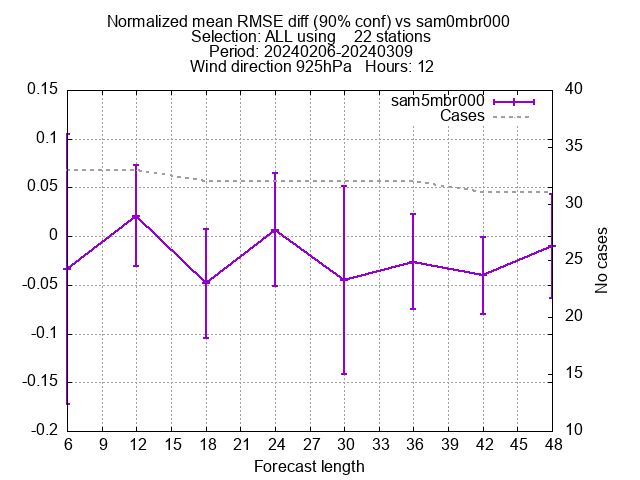 Normalized mean RMSE diff (90% conf) vs sam0mbr000
Selection: ALL using    22 stations
Period: 20240206-20240309
Wind direction 925hPa   Hours: 12
sam5mbr000
Cases
0.15
0.1
0.05
0
-0.05
-0.1
-0.15
-0.2
40
35
30
25
20
15
10
No cases
6 9 12 15 18 21 24 27 30 33 36 39 42 45 48
Forecast length